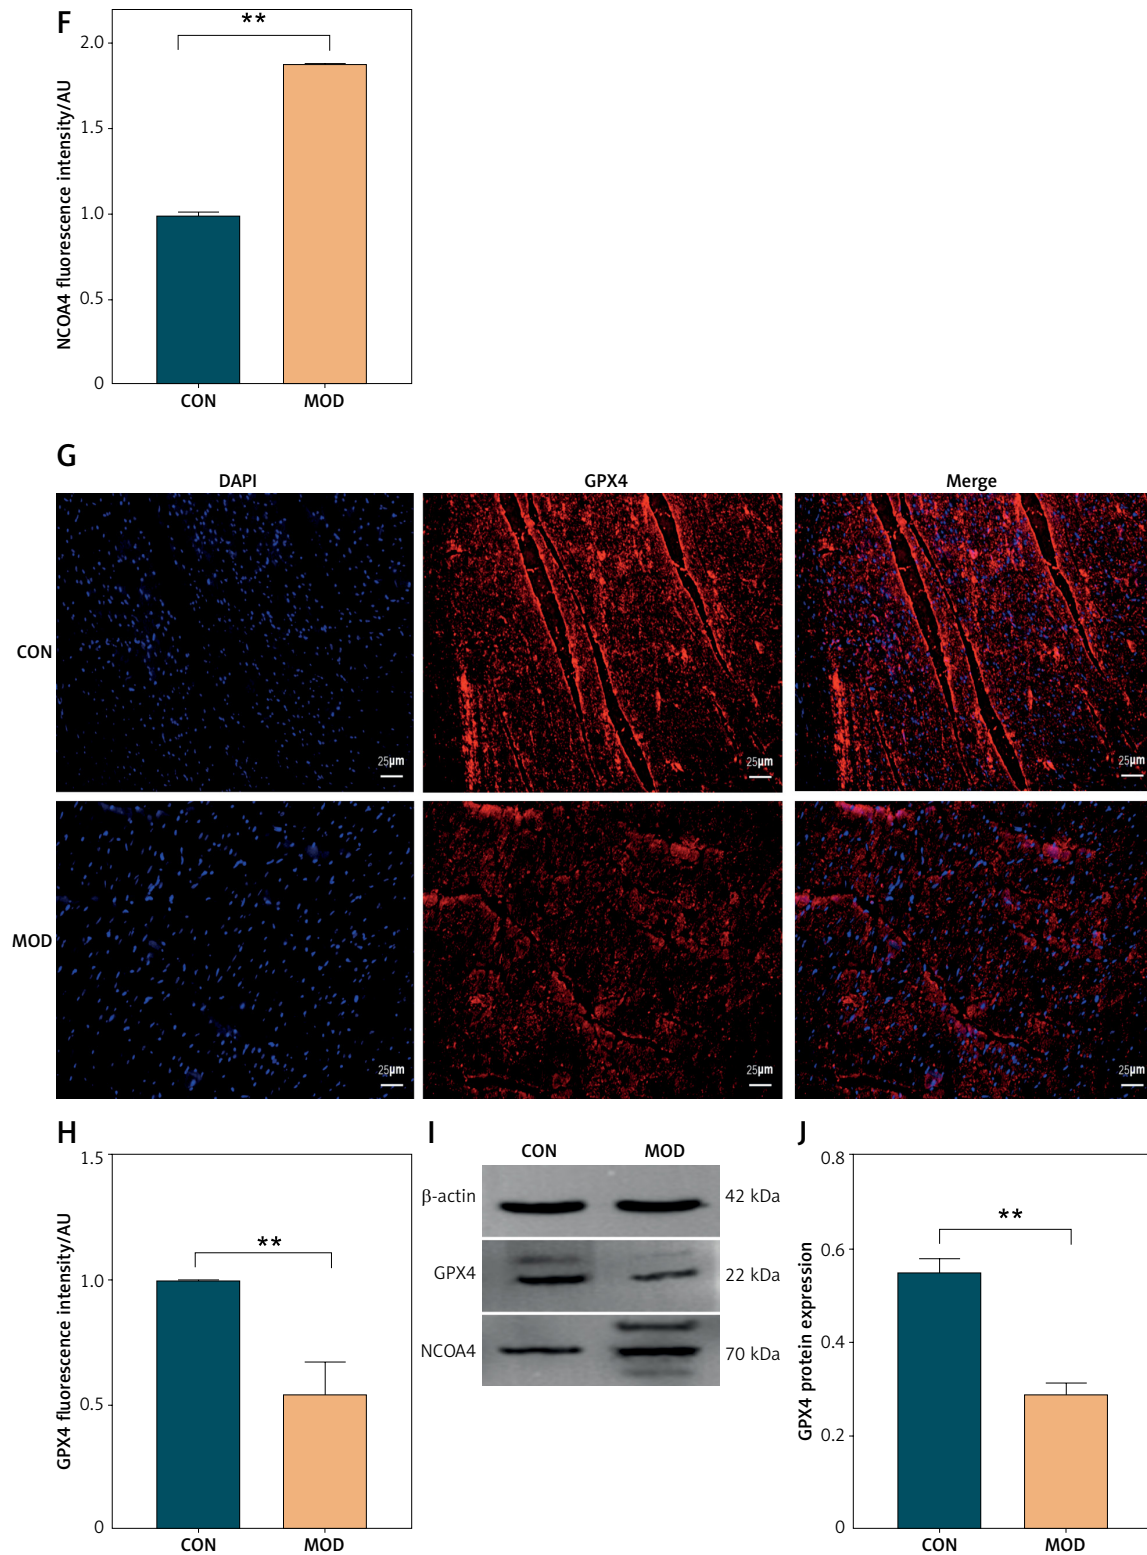 F
**
NCOA4 fluorescence intensity/AU
2.0
1.5
1.0
0.5
0
CON MOD
G
DAPI GPX4 Merge
CON
25µm 25µm 25µm
MOD
25µm 25µm 25µm
H
GPX4 fluorescence intensity/AU
1.5
1.0
0.5
0
**
CON MOD
I
CON MOD
β-actin 42 kDa
GPX4 22 kDa
NCOA4 70 kDa
J
GPX4 protein expression
0.8
0.6
0.4
0.2
0
**
CON MOD